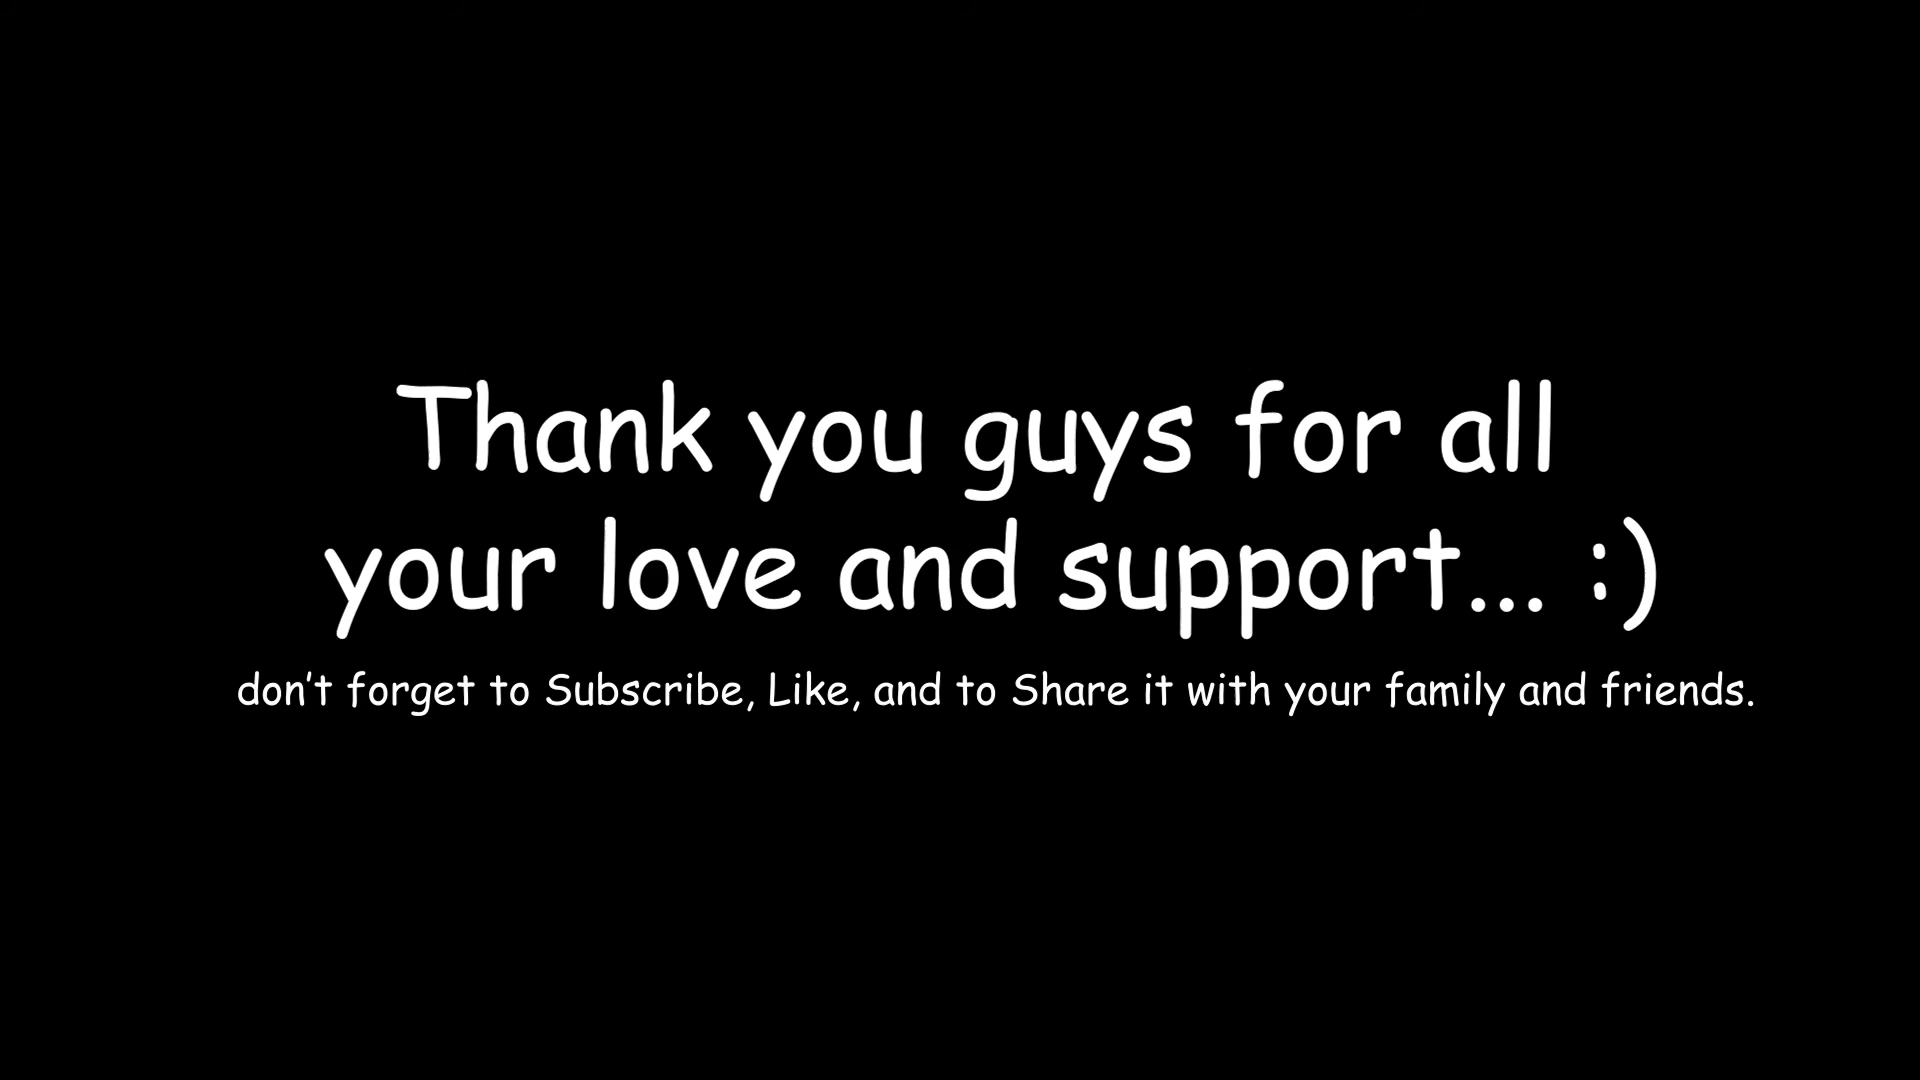 Thank you guys for all
your love and support... :)
don't forget to Subscribe, Like, and to Share it with your family and friends.